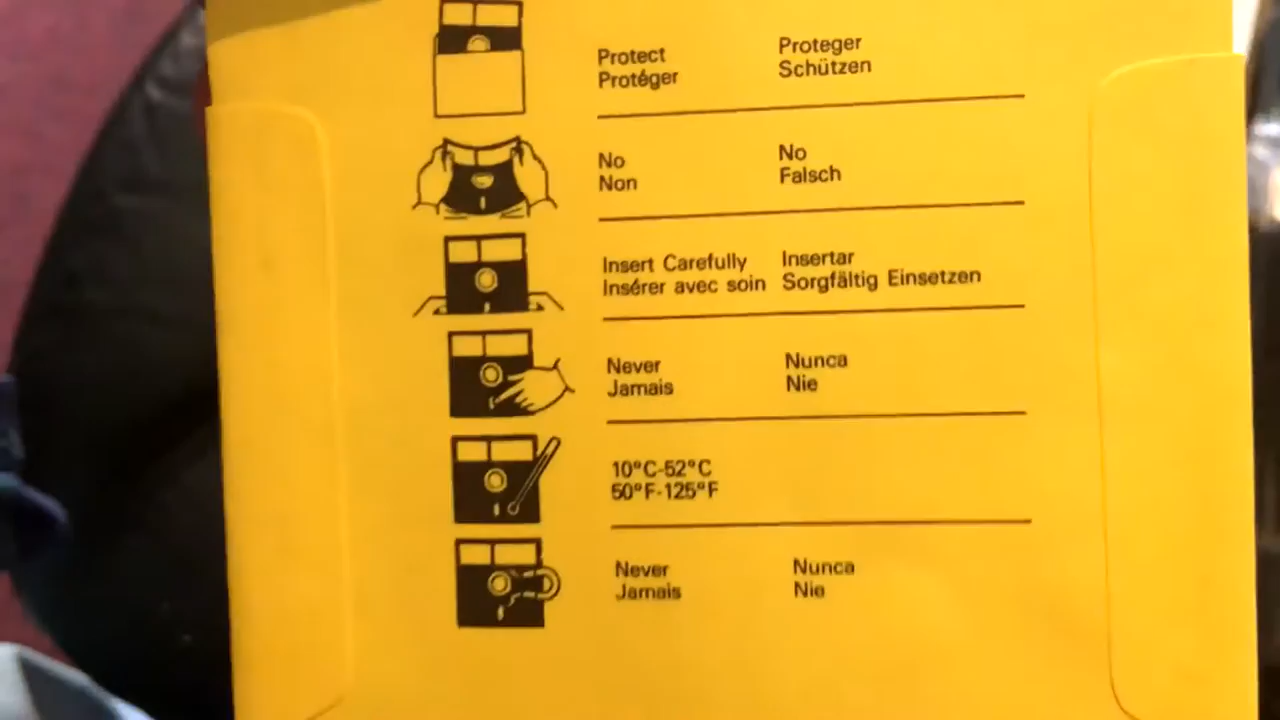 Protect
Protéger
Proteger
Schützen
No
Non
No
Falsch
Insert Carefully
Insérer avec soin
Insertar
Sorgfältig Einsetzen
Never
Jamais
Nunca
Nie
10°C-52°C
50°F-125°F
Never
Jamais
Nunca
Nie